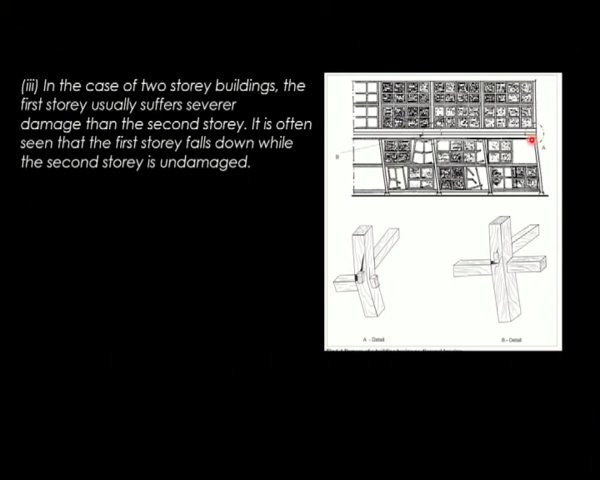 (iii) In the case of two storey buildings, the
first storey usually suffers severer
damage than the second storey. It is often
seen that the first storey falls down while
the second storey is undamaged.
B
A
A - Detail
B - Detail